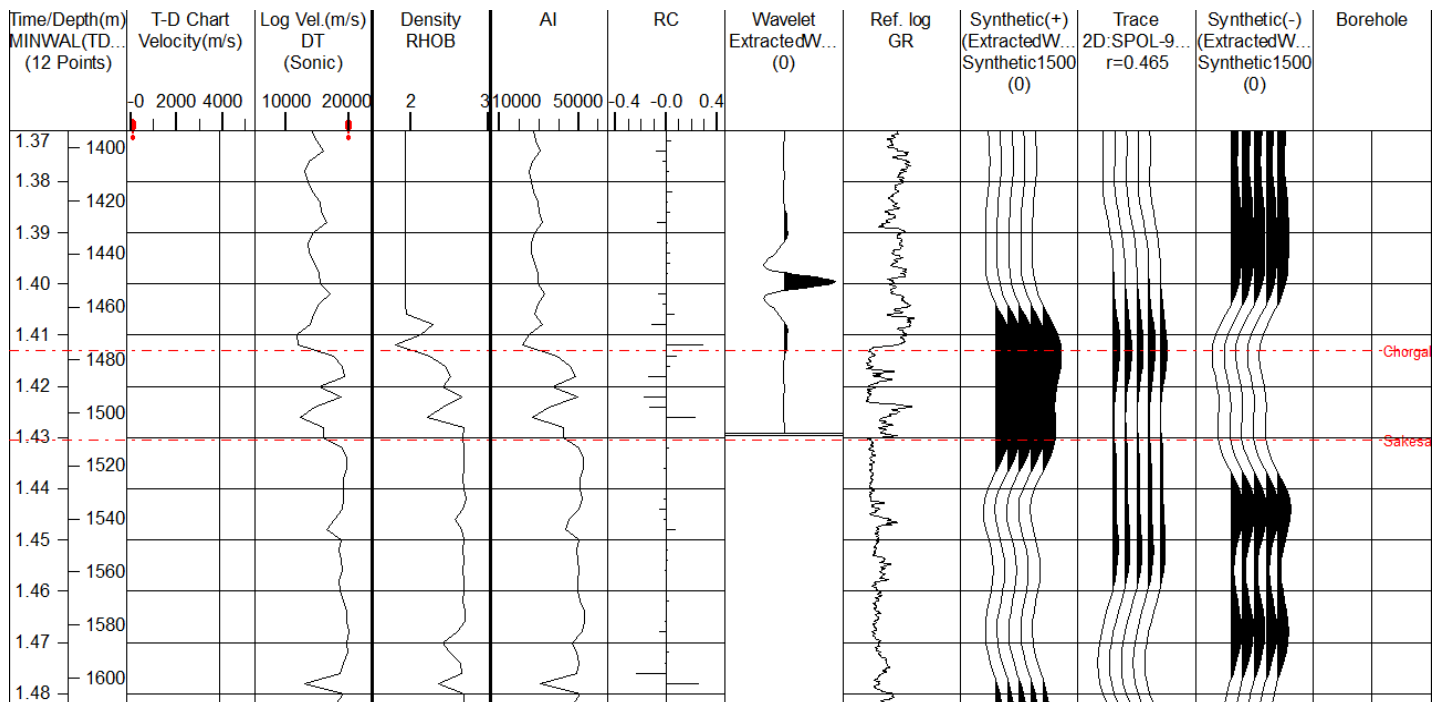 Time/Depth(m)
MINWAL(TD...
(12 Points)
T-D Chart
Velocity(m/s)
Log Vel.(m/s)
DT
(Sonic)
Density
RHOB
AI
RC
Wavelet
ExtractedW...
(0)
Ref. log
GR
Synthetic(+)
(ExtractedW...
Synthetic1500
(0)
Trace
2D:SPOL-9...
r=0.465
Synthetic(-)
(ExtractedW...
Synthetic1500
(0)
Borehole
-0 2000 4000
10000 20000
2 3
10000 50000
-0.4 -0.0 0.4
1.37
1400
1.38
1420
1.39
1440
1.40
1460
1.41
1480
Chorgal
1.42
1500
1.43
Sakesa
1520
1.44
1540
1.45
1560
1.46
1580
1.47
1600
1.48